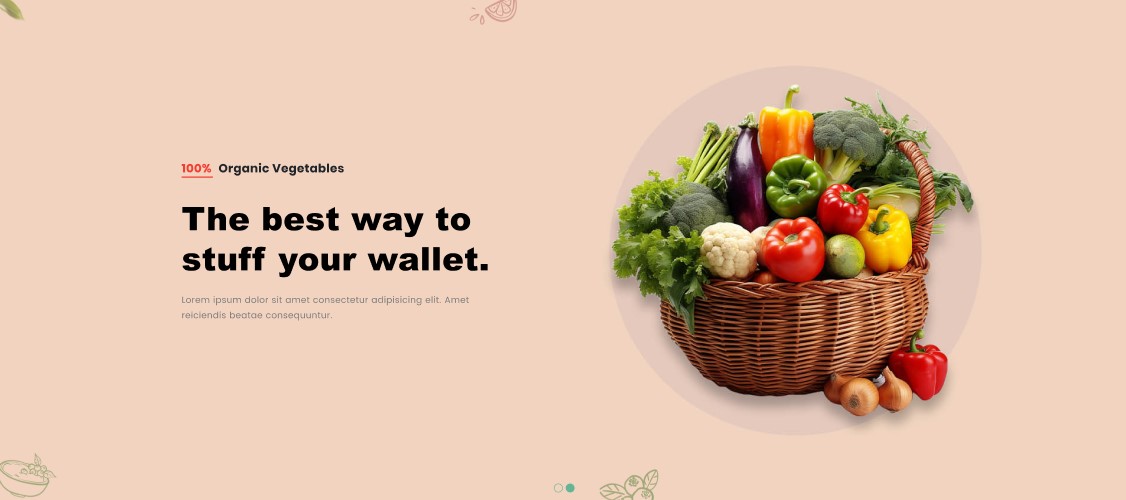 100% Organic Vegetables
The best way to
stuff your wallet.
Lorem ipsum dolor sit amet consectetur adipisicing elit. Amet
reiciendis beatae consequuntur.